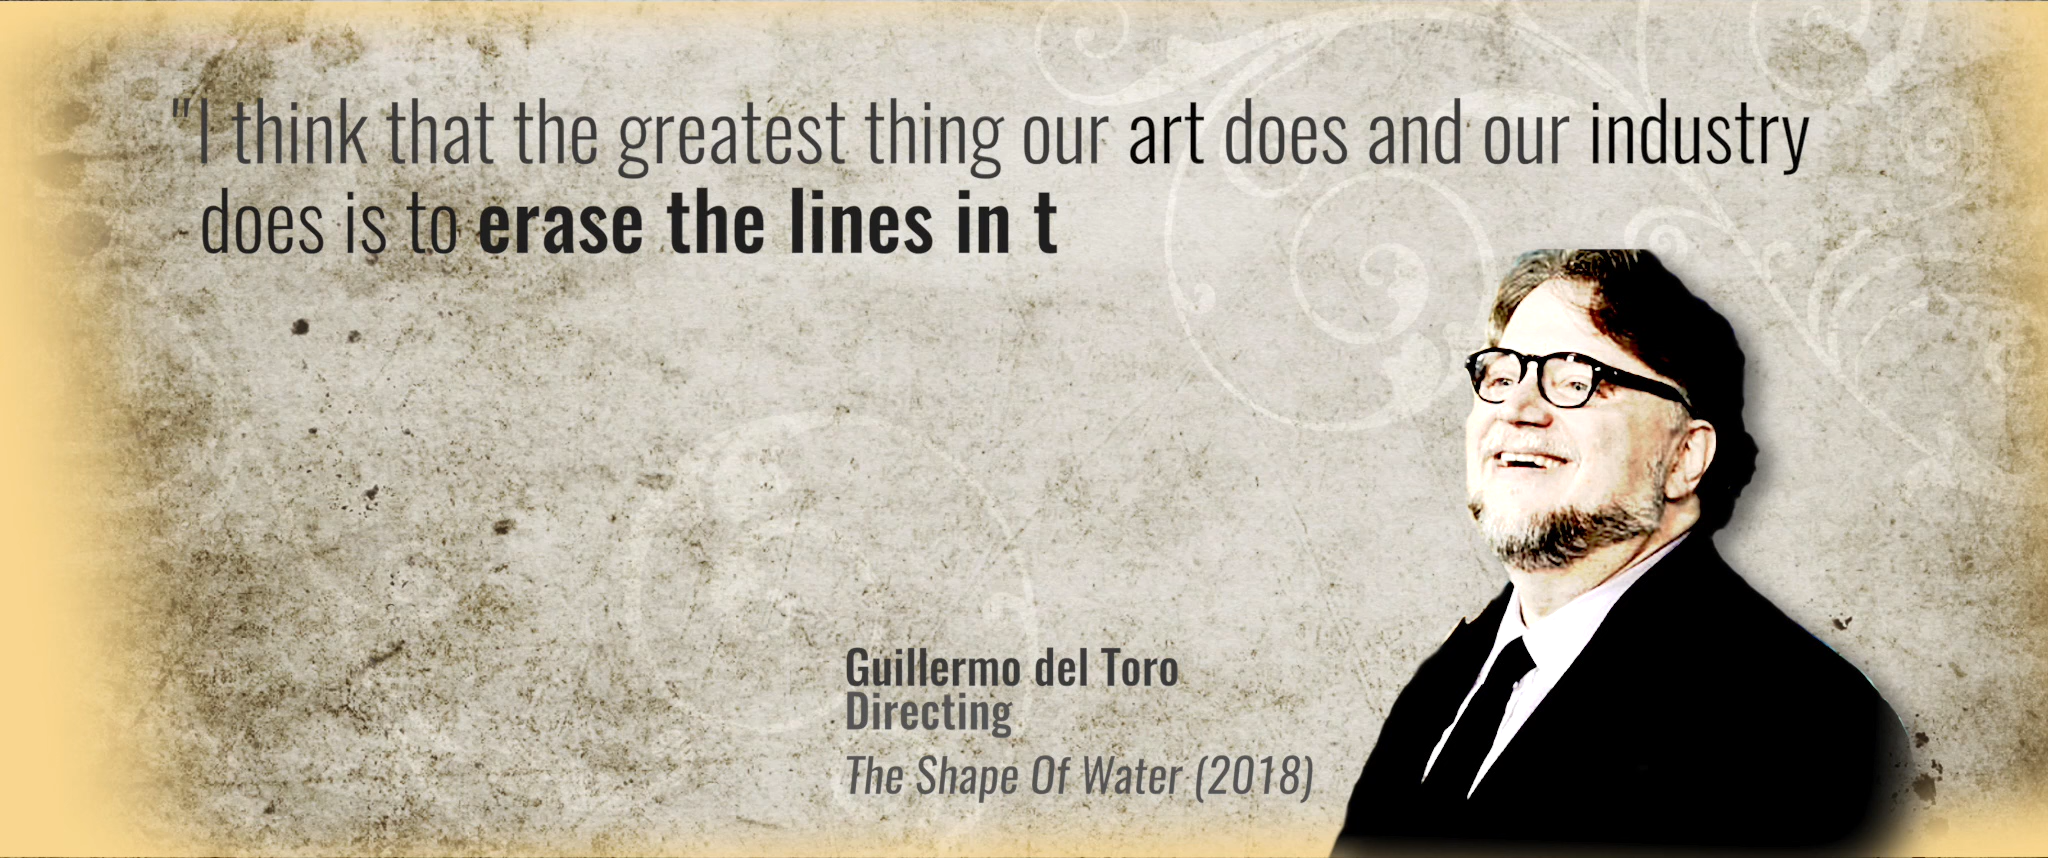 "I think that the greatest thing our art does and our industry
does is to erase the lines in t
Guillermo del Toro
Directing
The Shape Of Water (2018)